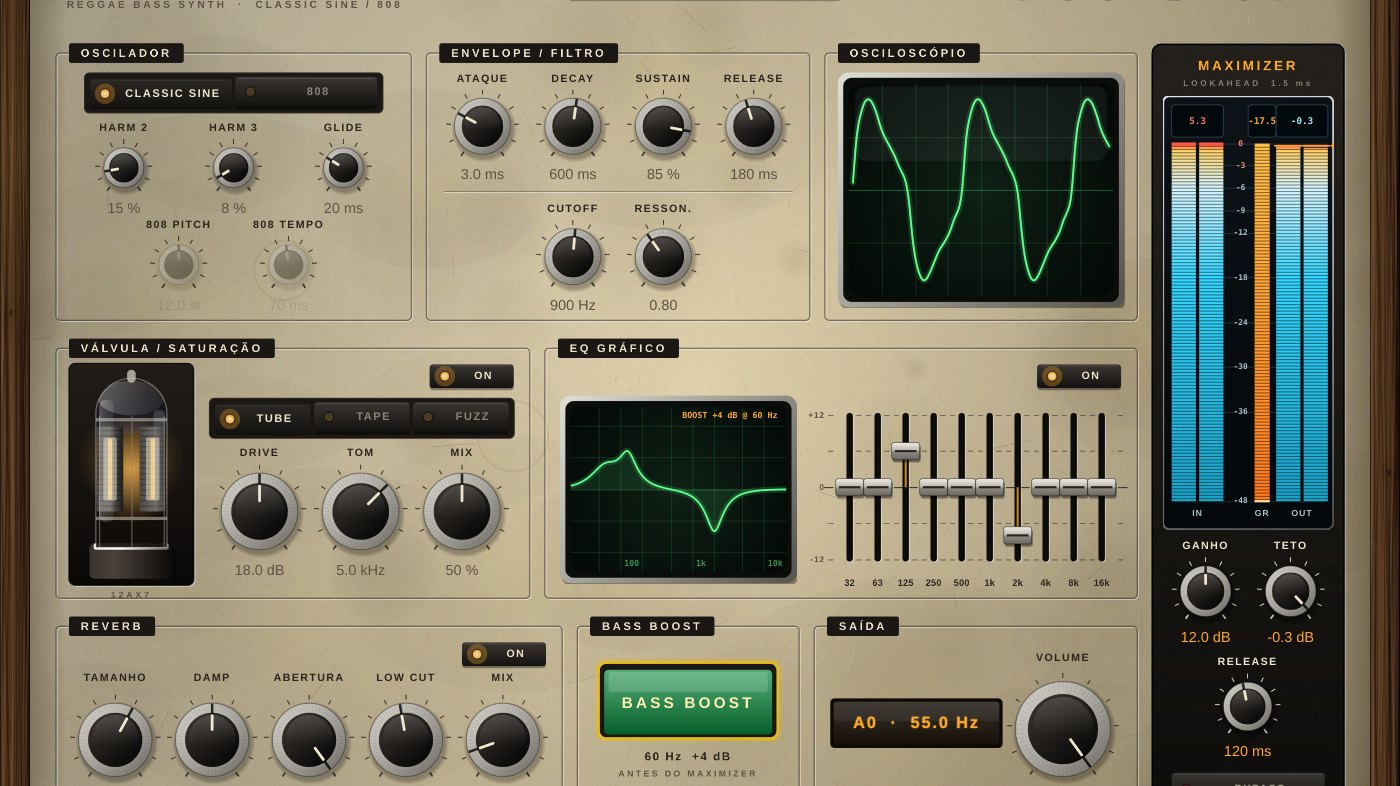 REGGAE BASS SYNTH · CLASSIC SINE / 808
OSCILADOR
CLASSIC SINE
808
HARM 2
HARM 3
GLIDE
15 %
8 %
20 ms
808 PITCH
808 TEMPO
12.0 st
70 ms
ENVELOPE / FILTRO
ATAQUE
DECAY
SUSTAIN
RELEASE
3.0 ms
600 ms
85 %
180 ms
CUTOFF
RESSON.
900 Hz
0.80
OSCILOSCÓPIO
MAXIMIZER
LOOKAHEAD 1.5 ms
5.3
-17.5
-0.3
0
-3
-6
-9
-12
-18
-24
-30
-36
-48
IN
GR
OUT
GANHO
TETO
12.0 dB
-0.3 dB
RELEASE
120 ms
VÁLVULA / SATURAÇÃO
ON
TUBE
TAPE
FUZZ
DRIVE
TOM
MIX
18.0 dB
5.0 kHz
50 %
12AX7
EQ GRÁFICO
ON
BOOST +4 dB @ 60 Hz
100
1k
10k
+12
0
-12
32
63
125
250
500
1k
2k
4k
8k
16k
REVERB
ON
TAMANHO
DAMP
ABERTURA
LOW CUT
MIX
BASS BOOST
BASS BOOST
60 Hz +4 dB
ANTES DO MAXIMIZER
SAÍDA
VOLUME
A0 · 55.0 Hz